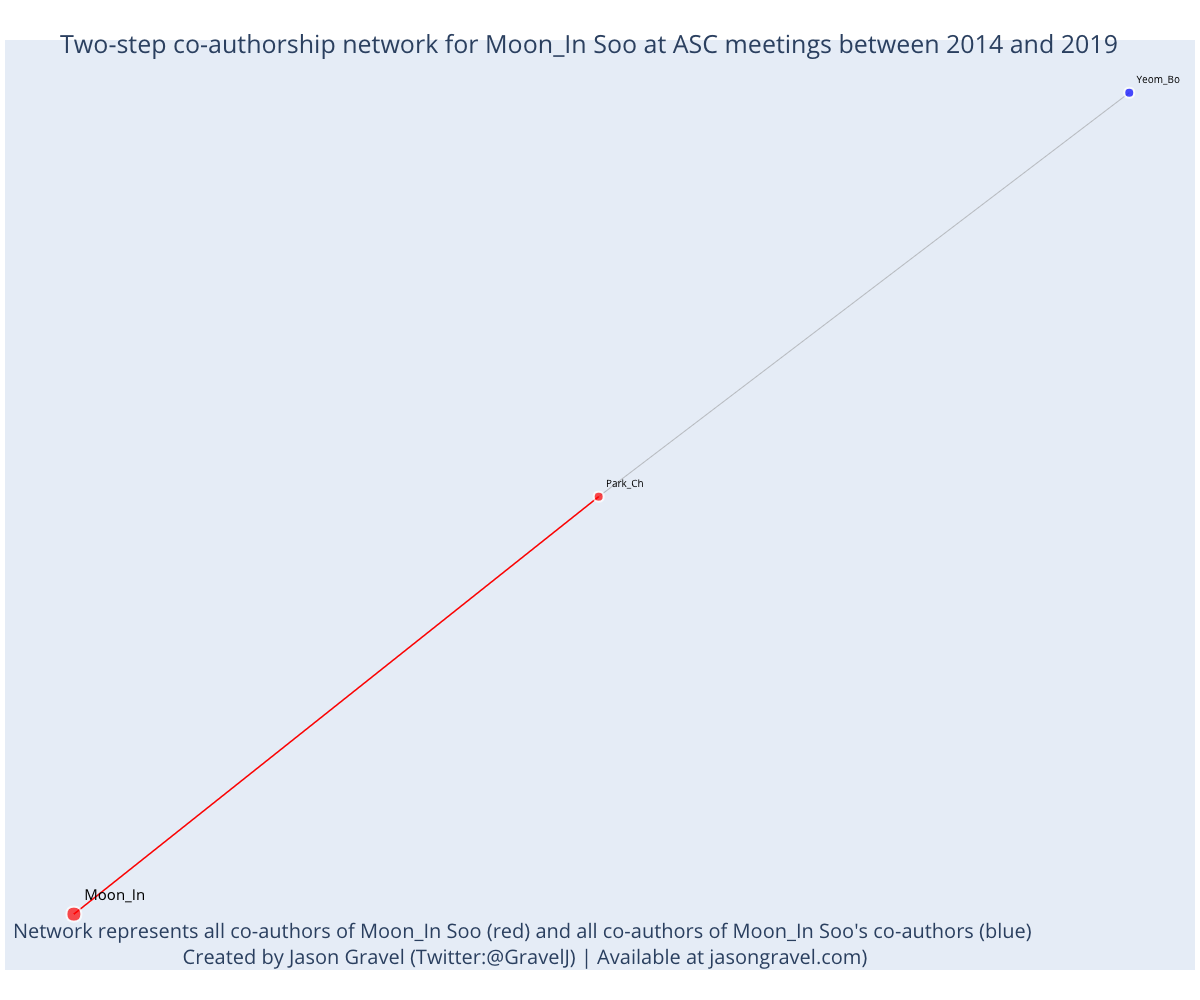 Two-step co-authorship network for Moon_In Soo at ASC meetings between 2014 and 2019
Yeom_Bo
Park_Ch
Moon_In
Network represents all co-authors of Moon_In Soo (red) and all co-authors of Moon_In Soo's co-authors (blue)
Created by Jason Gravel (Twitter:@GravelJ) | Available at jasongravel.com)